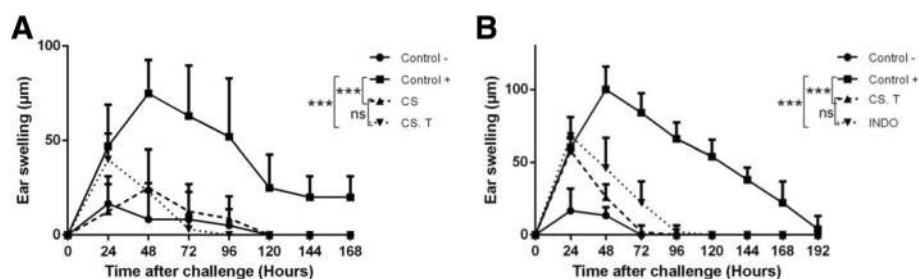 A
100
50
0
Ear swelling (µm)
0 24 48 72 96 120 144 168
Time after challenge (Hours)
Control -
Control +
CS
CS. T
***
***
ns
B
100
50
0
Ear swelling (µm)
0 24 48 72 96 120 144 168 192
Time after challenge (Hours)
Control -
Control +
CS. T
INDO
***
***
ns